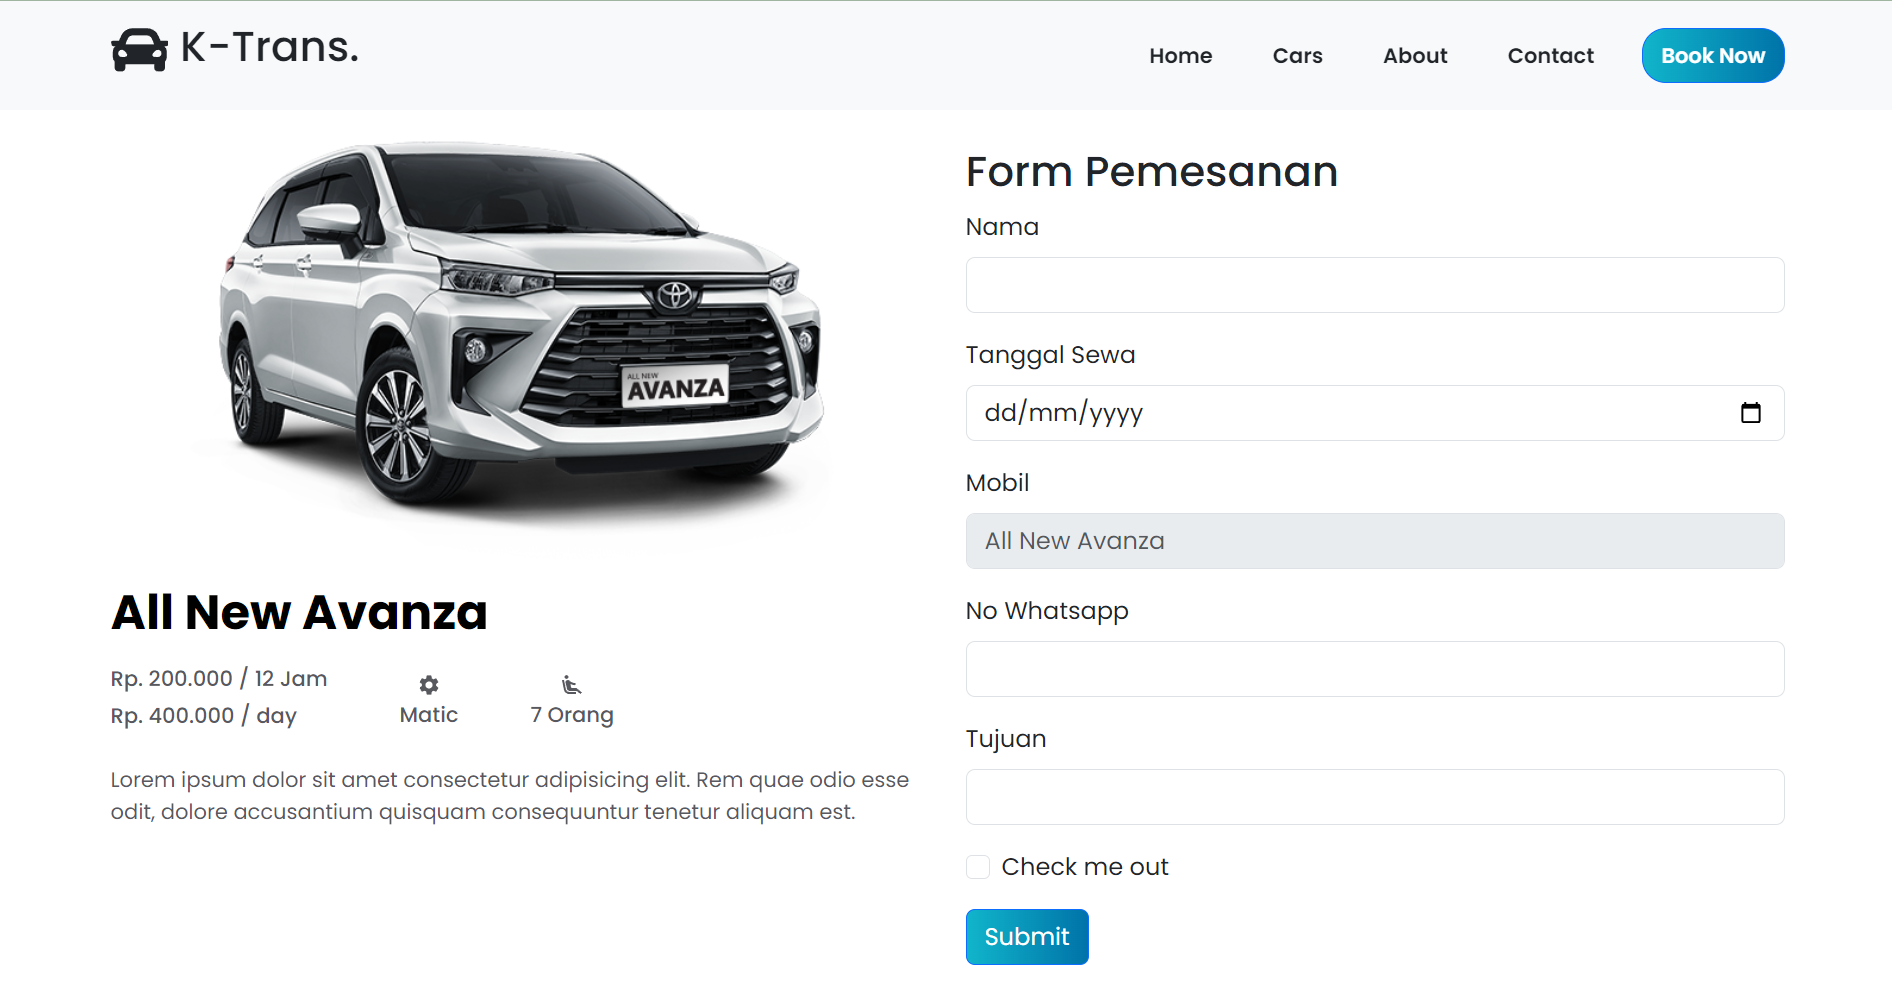 K-Trans.
Home
Cars
About
Contact
Book Now
ALL NEW
AVANZA
All New Avanza
Rp. 200.000 / 12 Jam
Rp. 400.000 / day
Matic
7 Orang
Lorem ipsum dolor sit amet consectetur adipisicing elit. Rem quae odio esse
odit, dolore accusantium quisquam consequuntur tenetur aliquam est.
Form Pemesanan
Nama
Tanggal Sewa
dd/mm/yyyy
Mobil
All New Avanza
No Whatsapp
Tujuan
Check me out
Submit